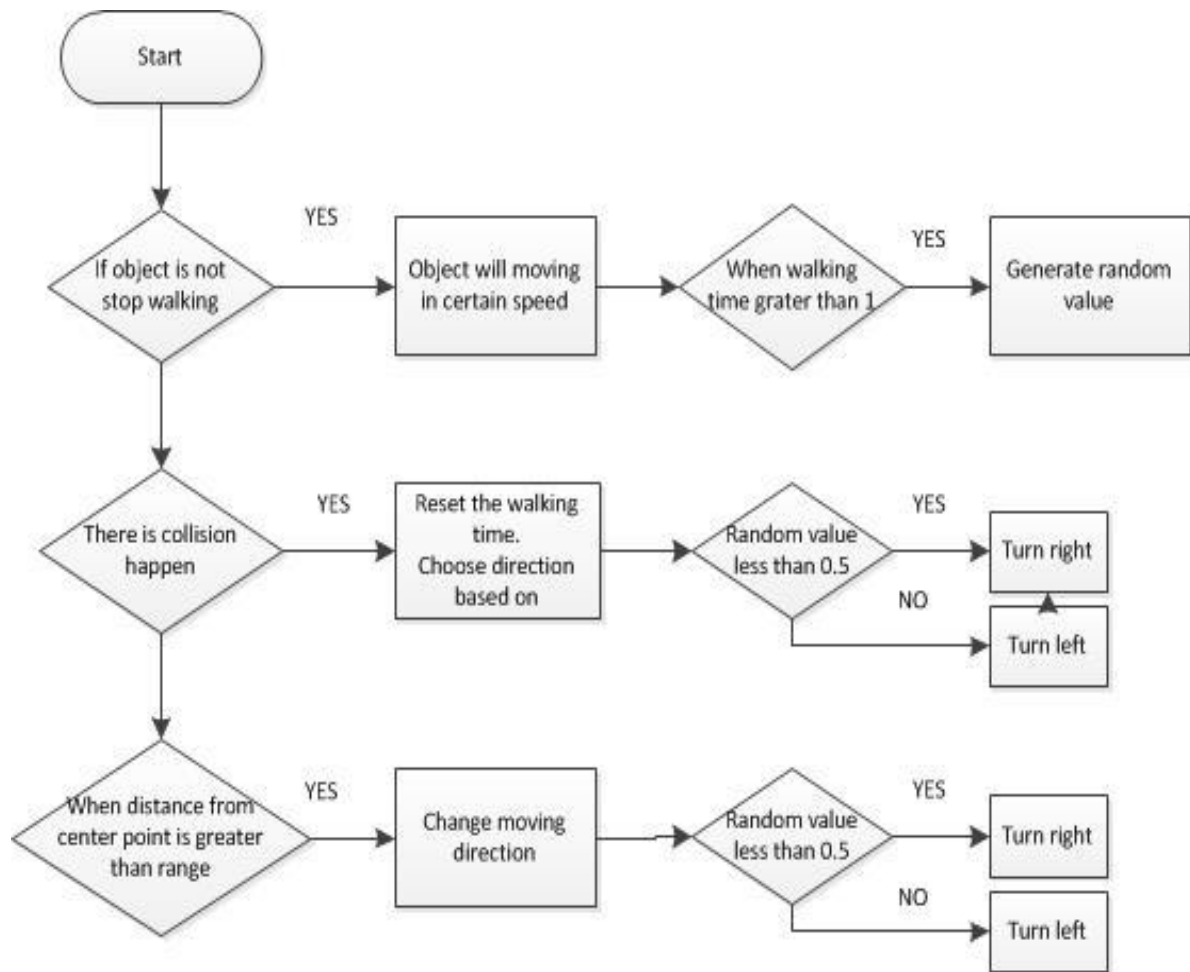 Start
YES
YES
If object is not
stop walking
Object will moving
in certain speed
When walking
time grater than 1
Generate random
value
YES
YES
There is collision
happen
Reset the walking
time.
Choose direction
based on
Random value
less than 0.5
Turn right
NO
Turn left
YES
YES
When distance from
center point is greater
than range
Change moving
direction
Random value
less than 0.5
Turn right
NO
Turn left